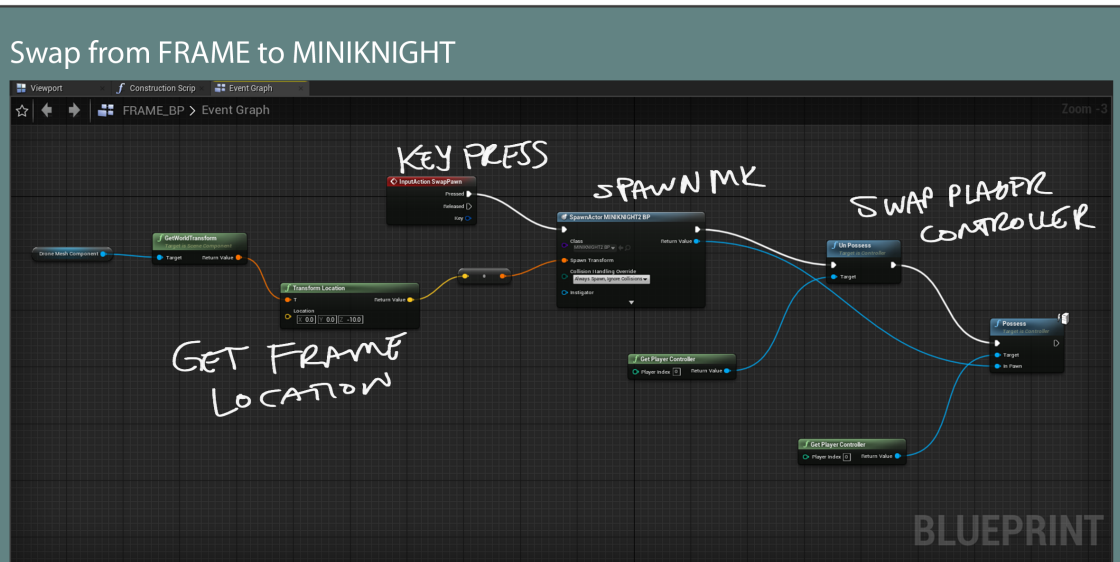 Swap from FRAME to MINIKNIGHT
Viewport
Construction Scrip
Event Graph
FRAME_BP > Event Graph
Zoom -3
KEY PRESS
InputAction SwapPawn
Pressed
Released
Key
SPAWN MK
SpawnActor MINIKNIGHT2 BP
Class
MINIKNIGHT2 BP
Return Value
Spawn Transform
Collision Handling Override
Always Spawn, Ignore Collisions
Instigator
SWAP PLAYER
CONTROLLER
Un Possess
Target is Controller
Target
Drone Mesh Component
GetWorldTransform
Target is Scene Component
Target Return Value
Transform Location
T Return Value
Location
X 0.0 Y 0.0 Z -10.0
GET FRAME
LOCATION
Possess
Target is Controller
Target
In Pawn
Get Player Controller
Player Index 0 Return Value
Get Player Controller
Player Index 0 Return Value
BLUEPRINT